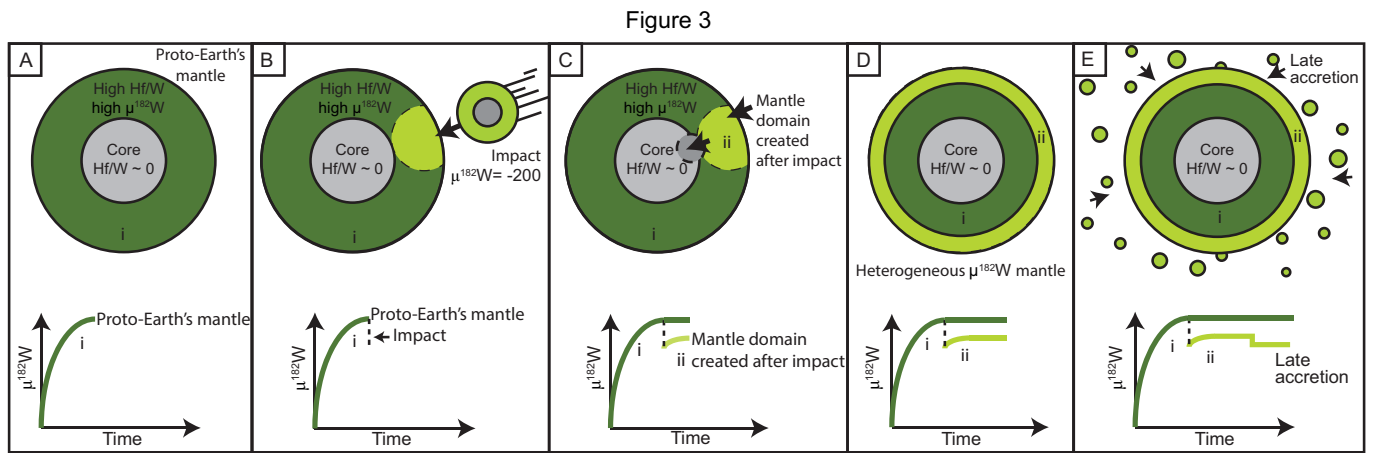 Figure 3
A
Proto-Earth's
mantle
High Hf/W
high μ¹⁸²W
Core
Hf/W ~ 0
i
μ¹⁸²W
Proto-Earth's mantle
i
Time
B
High Hf/W
high μ¹⁸²W
Core
Hf/W ~ 0
Impact
μ¹⁸²W= -200
i
μ¹⁸²W
Proto-Earth's mantle
i
Impact
Time
C
High Hf/W
high μ¹⁸²W
Mantle
domain
created
after impact
ii
Core
Hf/W ~ 0
i
μ¹⁸²W
i
Mantle domain
ii created after impact
Time
D
ii
Core
Hf/W ~ 0
i
Heterogeneous μ¹⁸²W mantle
μ¹⁸²W
i
ii
Time
E
Late
accretion
ii
Core
Hf/W ~ 0
i
μ¹⁸²W
i
ii
Late
accretion
Time